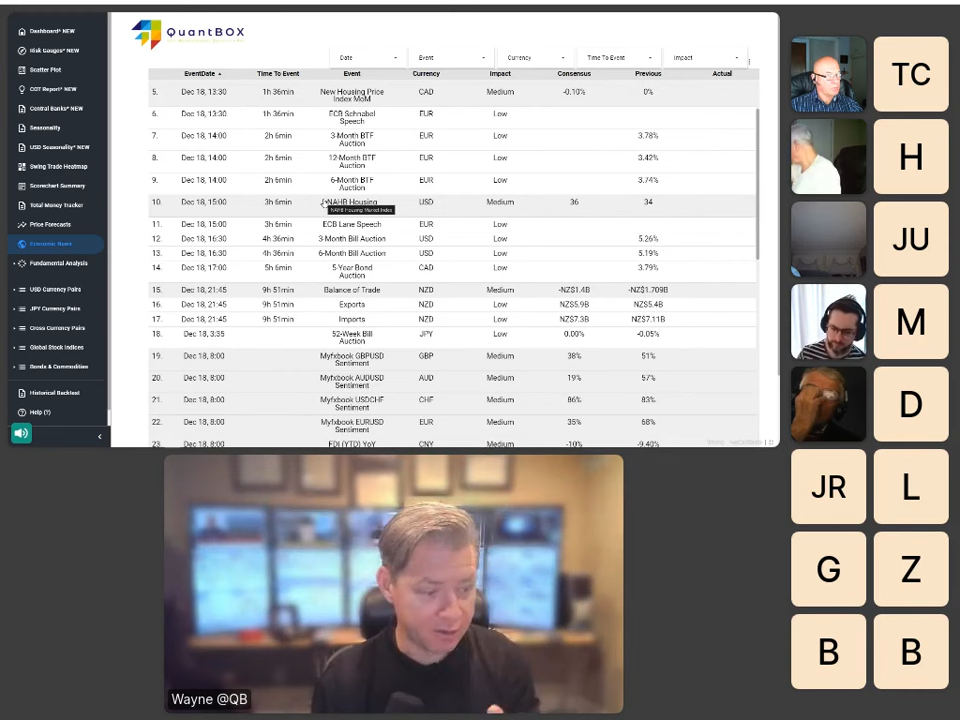 Dashboard* NEW
Risk Gauges* NEW
Scatter Plot
COT Report* NEW
Central Banks* NEW
Seasonality
USD Seasonality* NEW
Swing Trade Heatmap
Scorechart Summary
Total Money Tracker
Price Forecasts
Economic News
Fundamental Analysis
USD Currency Pairs
JPY Currency Pairs
Cross Currency Pairs
Global Stock Indices
Bonds & Commodities
Historical Backtest
Help (?)
QuantBOX
Date Event Currency Time To Event Impact
EventDate Time To Event Event Currency Impact Consensus Previous Actual
5. Dec 18, 13:30 1h 36min New Housing Price Index MoM CAD Medium -0.10% 0%
6. Dec 18, 13:30 1h 36min ECB Schnabel Speech EUR Low
7. Dec 18, 14:00 2h 6min 3-Month BTF Auction EUR Low 3.78%
8. Dec 18, 14:00 2h 6min 12-Month BTF Auction EUR Low 3.42%
9. Dec 18, 14:00 2h 6min 6-Month BTF Auction EUR Low 3.74%
10. Dec 18, 15:00 3h 6min NAHB Housing USD Medium 36 34
NAHB Housing Market Index
11. Dec 18, 15:00 3h 6min ECB Lane Speech EUR Low
12. Dec 18, 16:30 4h 36min 3-Month Bill Auction USD Low 5.26%
13. Dec 18, 16:30 4h 36min 6-Month Bill Auction USD Low 5.19%
14. Dec 18, 17:00 5h 6min 5-Year Bond Auction CAD Low 3.79%
15. Dec 18, 21:45 9h 51min Balance of Trade NZD Medium -NZ$1.4B -NZ$1.709B
16. Dec 18, 21:45 9h 51min Exports NZD Low NZ$5.9B NZ$5.4B
17. Dec 18, 21:45 9h 51min Imports NZD Low NZ$7.3B NZ$7.11B
18. Dec 18, 3:35 52-Week Bill Auction JPY Low 0.00% -0.05%
19. Dec 18, 8:00 Myfxbook GBPUSD Sentiment GBP Medium 38% 51%
20. Dec 18, 8:00 Myfxbook AUDUSD Sentiment AUD Medium 19% 57%
21. Dec 18, 8:00 Myfxbook USDCHF Sentiment CHF Medium 86% 83%
22. Dec 18, 8:00 Myfxbook EURUSD Sentiment EUR Medium 35% 68%
23. Dec 18, 8:00 FDI (YTD) YoY CNY Medium -10% -9.40%
Wayne @QB
TC
H
JU
M
D
JR
L
G
Z
B
B